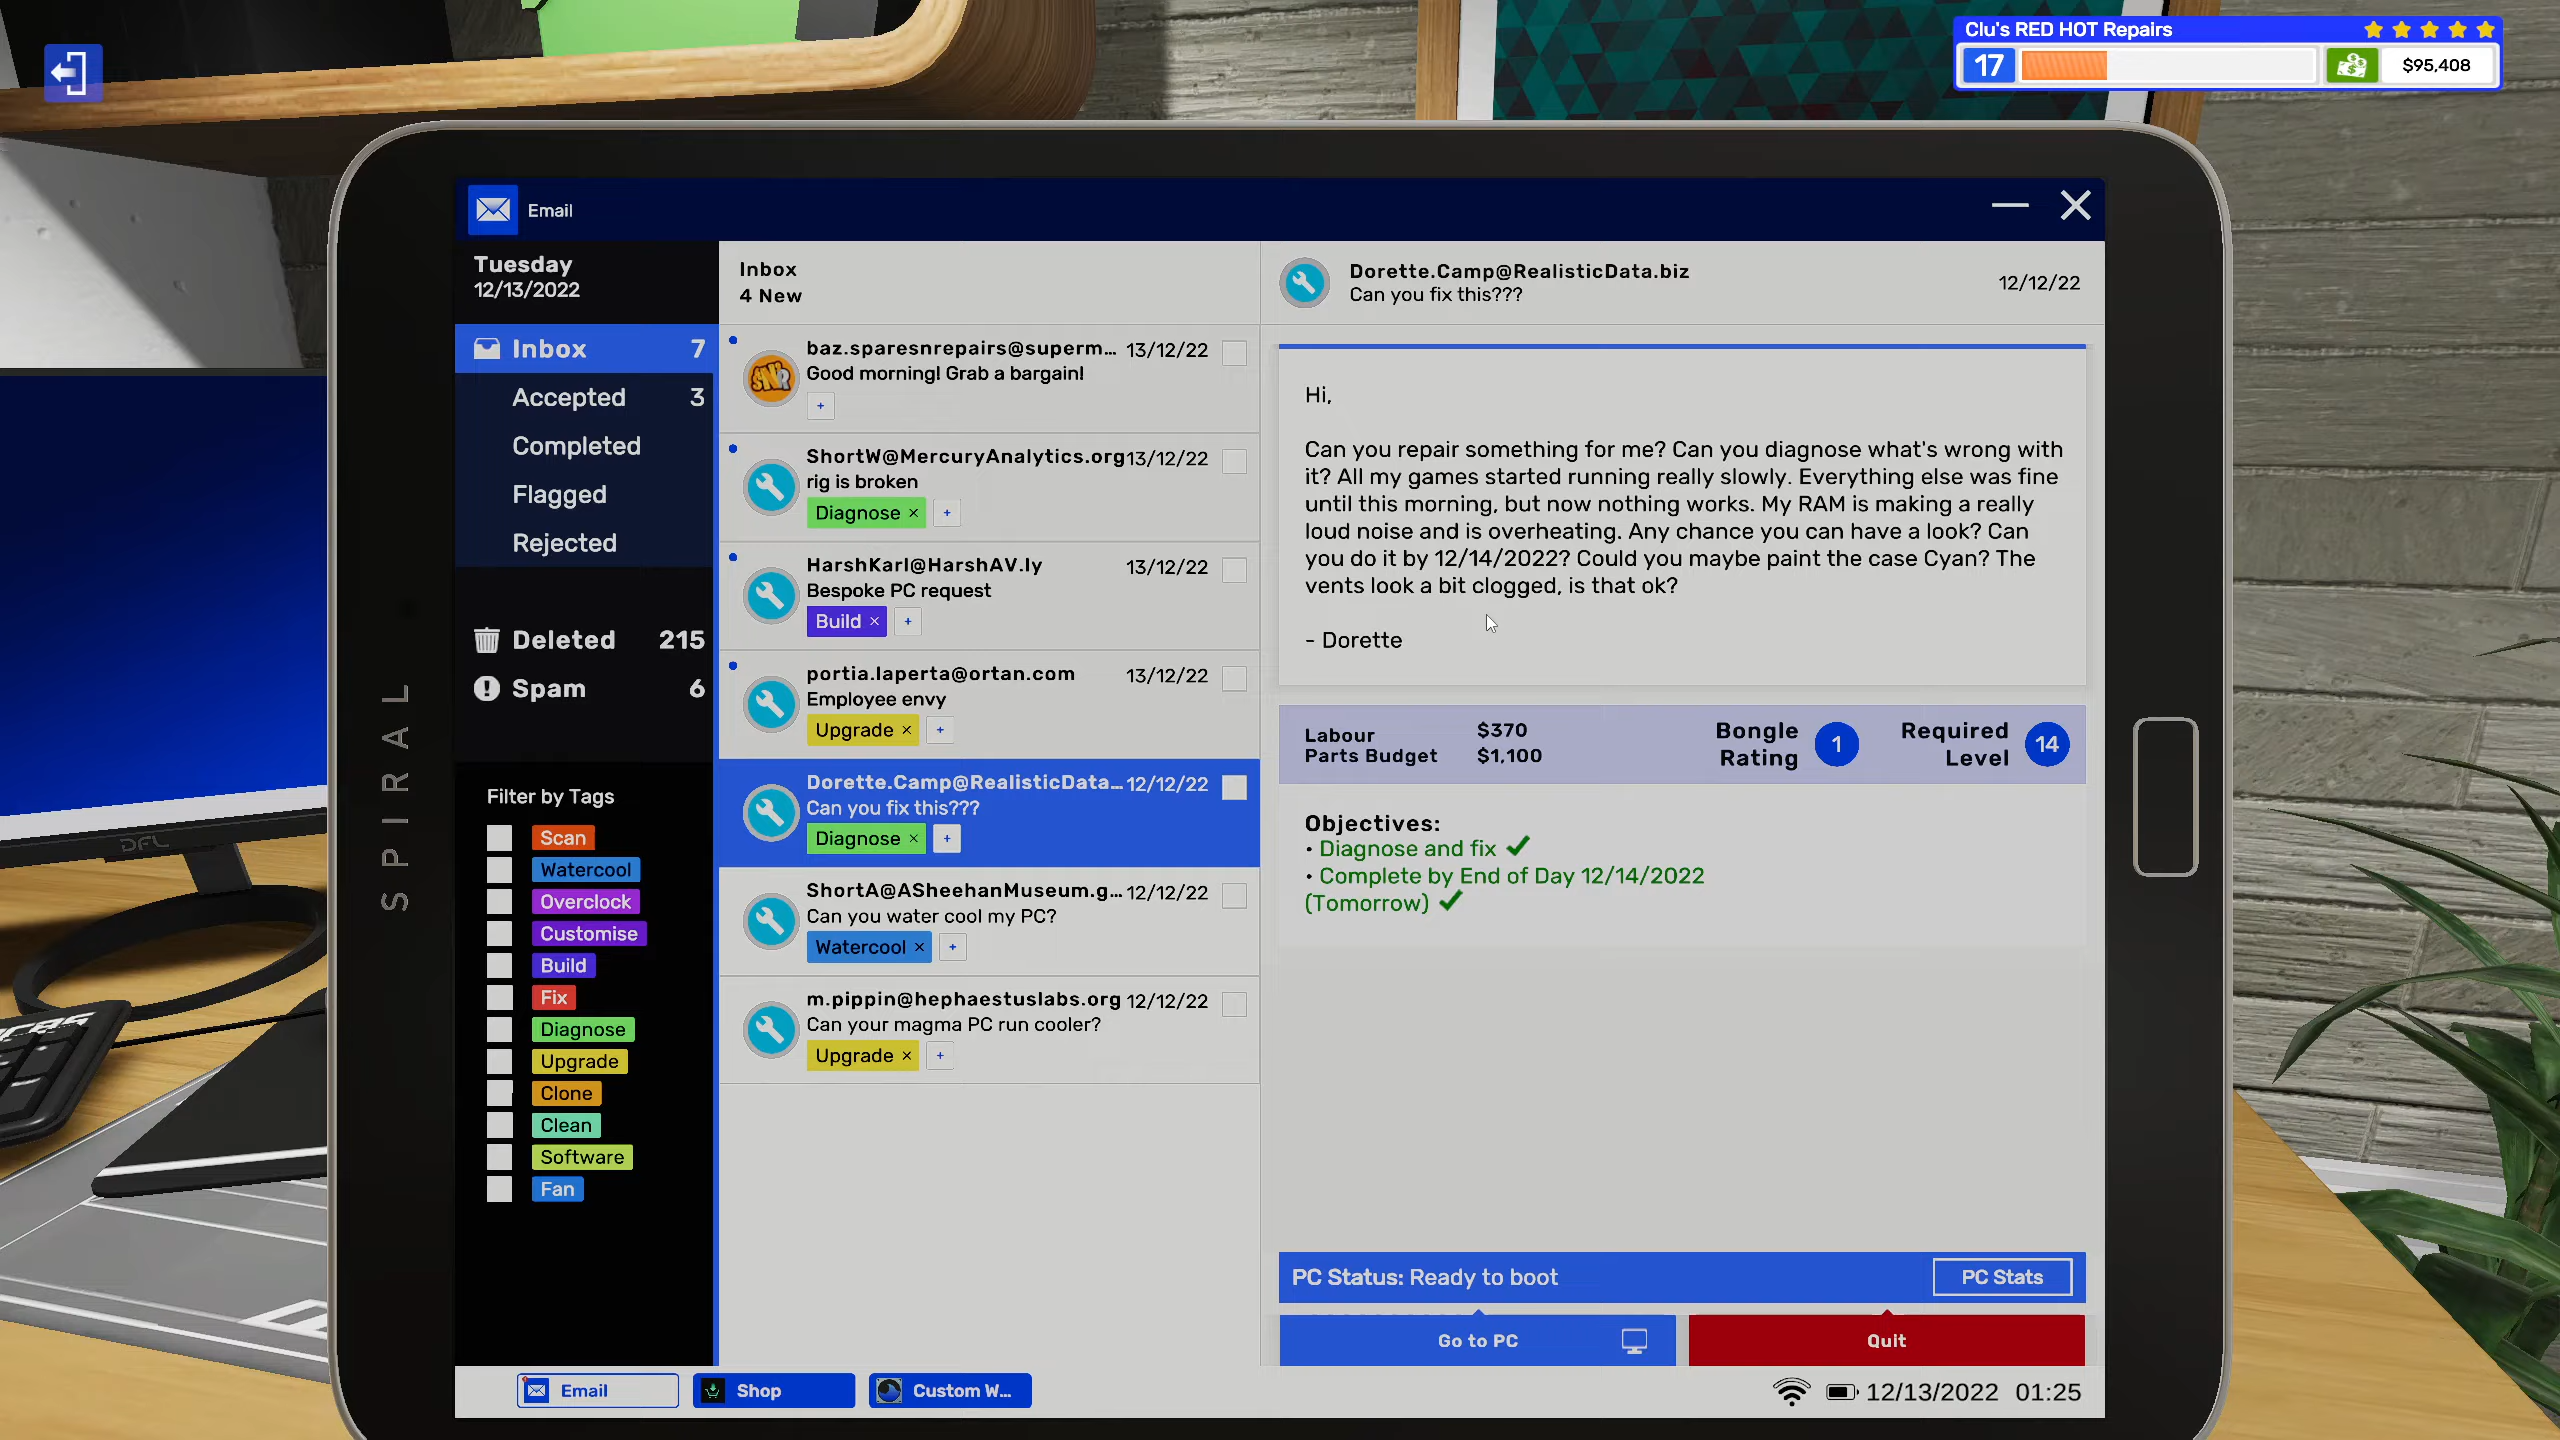 Clu's RED HOT Repairs
17
$95,408
Email
Tuesday
12/13/2022
Inbox 7
Accepted 3
Completed
Flagged
Rejected
Deleted 215
Spam 6
Filter by Tags
Scan
Watercool
Overclock
Customise
Build
Fix
Diagnose
Upgrade
Clone
Clean
Software
Fan
Inbox
4 New
baz.sparesnrepairs@superm... 13/12/22
Good morning! Grab a bargain!
+
ShortW@MercuryAnalytics.org 13/12/22
rig is broken
Diagnose × +
HarshKarl@HarshAV.ly 13/12/22
Bespoke PC request
Build × +
portia.laperta@ortan.com 13/12/22
Employee envy
Upgrade × +
Dorette.Camp@RealisticData... 12/12/22
Can you fix this???
Diagnose × +
ShortA@ASheehanMuseum.g... 12/12/22
Can you water cool my PC?
Watercool × +
m.pippin@hephaestuslabs.org 12/12/22
Can your magma PC run cooler?
Upgrade × +
Dorette.Camp@RealisticData.biz
Can you fix this???
12/12/22
Hi,
Can you repair something for me? Can you diagnose what's wrong with
it? All my games started running really slowly. Everything else was fine
until this morning, but now nothing works. My RAM is making a really
loud noise and is overheating. Any chance you can have a look? Can
you do it by 12/14/2022? Could you maybe paint the case Cyan? The
vents look a bit clogged, is that ok?
- Dorette
Labour $370
Parts Budget $1,100
Bongle
Rating
1
Required
Level
14
Objectives:
• Diagnose and fix ✓
• Complete by End of Day 12/14/2022
(Tomorrow) ✓
PC Status: Ready to boot
PC Stats
Go to PC
Quit
Email
Shop
Custom W...
12/13/2022 01:25
SPIRAL
DFL
SNR